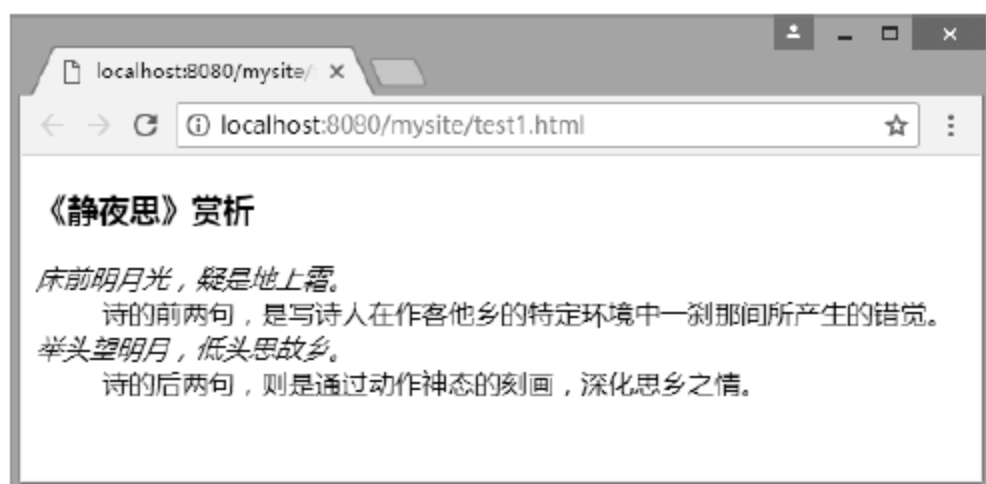 localhost:8080/mysite/
localhost:8080/mysite/test1.html
《静夜思》赏析
床前明月光，疑是地上霜。
诗的前两句，是写诗人在作客他乡的特定环境中一刹那间所产生的错觉。
举头望明月，低头思故乡。
诗的后两句，则是通过动作神态的刻画，深化思乡之情。